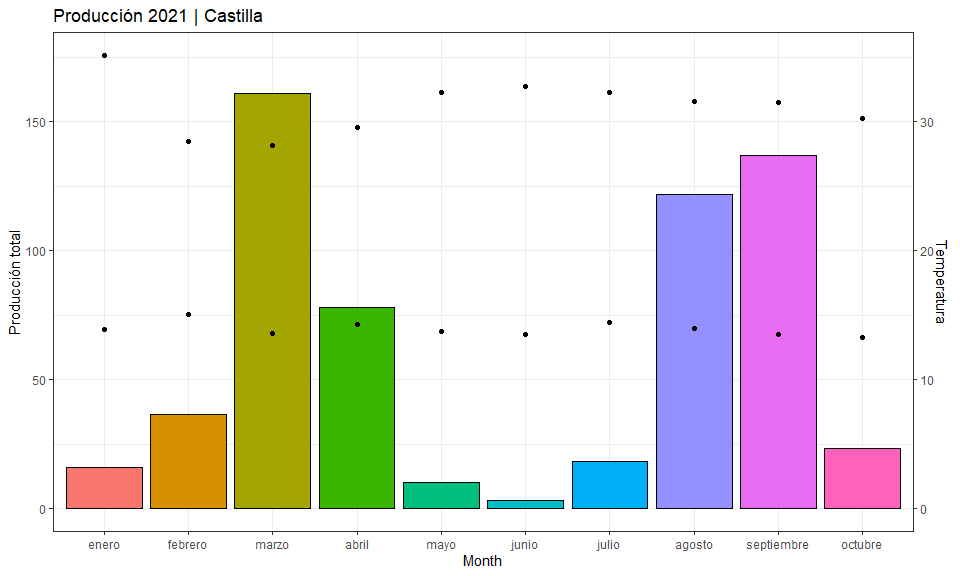 Producción 2021 | Castilla
Producción total
150
100
50
0
30
20
10
0
Temperatura
enero febrero marzo abril mayo junio julio agosto septiembre octubre
Month